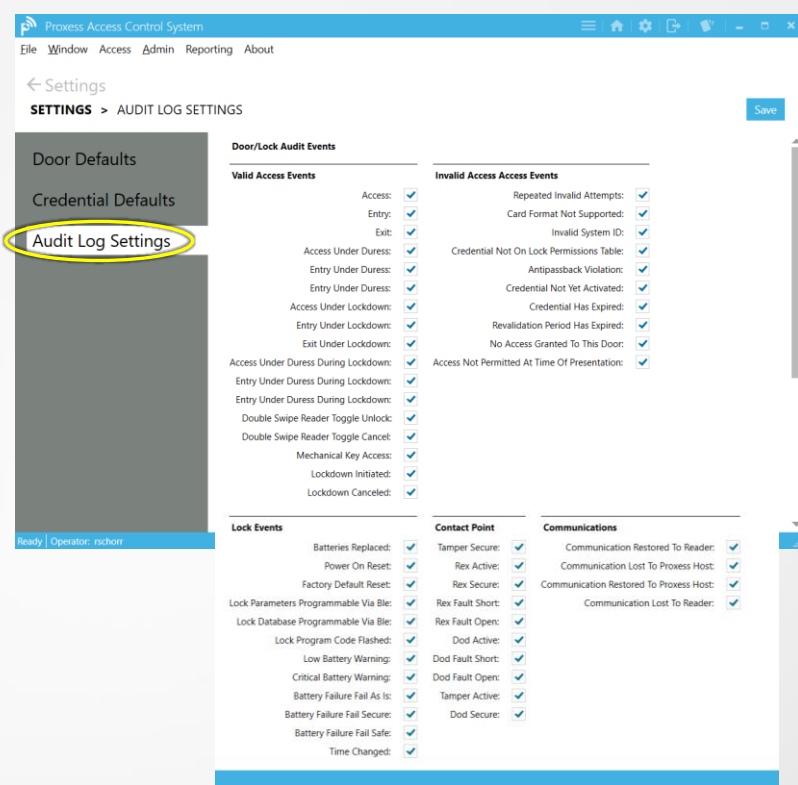 Proxess Access Control System
File Window Access Admin Reporting About
Settings
SETTINGS > AUDIT LOG SETTINGS
Save
Door Defaults
Credential Defaults
Audit Log Settings
Door/Lock Audit Events
Valid Access Events
Access:
Entry:
Exit:
Access Under Duress:
Entry Under Duress:
Entry Under Duress:
Access Under Lockdown:
Entry Under Lockdown:
Exit Under Lockdown:
Access Under Duress During Lockdown:
Entry Under Duress During Lockdown:
Entry Under Duress During Lockdown:
Double Swipe Reader Toggle Unlock:
Double Swipe Reader Toggle Cancel:
Mechanical Key Access:
Lockdown Initiated:
Lockdown Canceled:
Invalid Access Access Events
Repeated Invalid Attempts:
Card Format Not Supported:
Invalid System ID:
Credential Not On Lock Permissions Table:
Antipassback Violation:
Credential Not Yet Activated:
Credential Has Expired:
Revalidation Period Has Expired:
No Access Granted To This Door:
Access Not Permitted At Time Of Presentation:
Lock Events
Batteries Replaced:
Power On Reset:
Factory Default Reset:
Lock Parameters Programmable Via Ble:
Lock Database Programmable Via Ble:
Lock Program Code Flashed:
Low Battery Warning:
Critical Battery Warning:
Battery Failure Fail As Is:
Battery Failure Fail Secure:
Battery Failure Fail Safe:
Time Changed:
Contact Point
Tamper Secure:
Rex Active:
Rex Secure:
Rex Fault Short:
Rex Fault Open:
Dod Active:
Dod Fault Short:
Dod Fault Open:
Tamper Active:
Dod Secure:
Communications
Communication Restored To Reader:
Communication Lost To Proxess Host:
Communication Restored To Proxess Host:
Communication Lost To Reader:
Ready Operator: rschorr